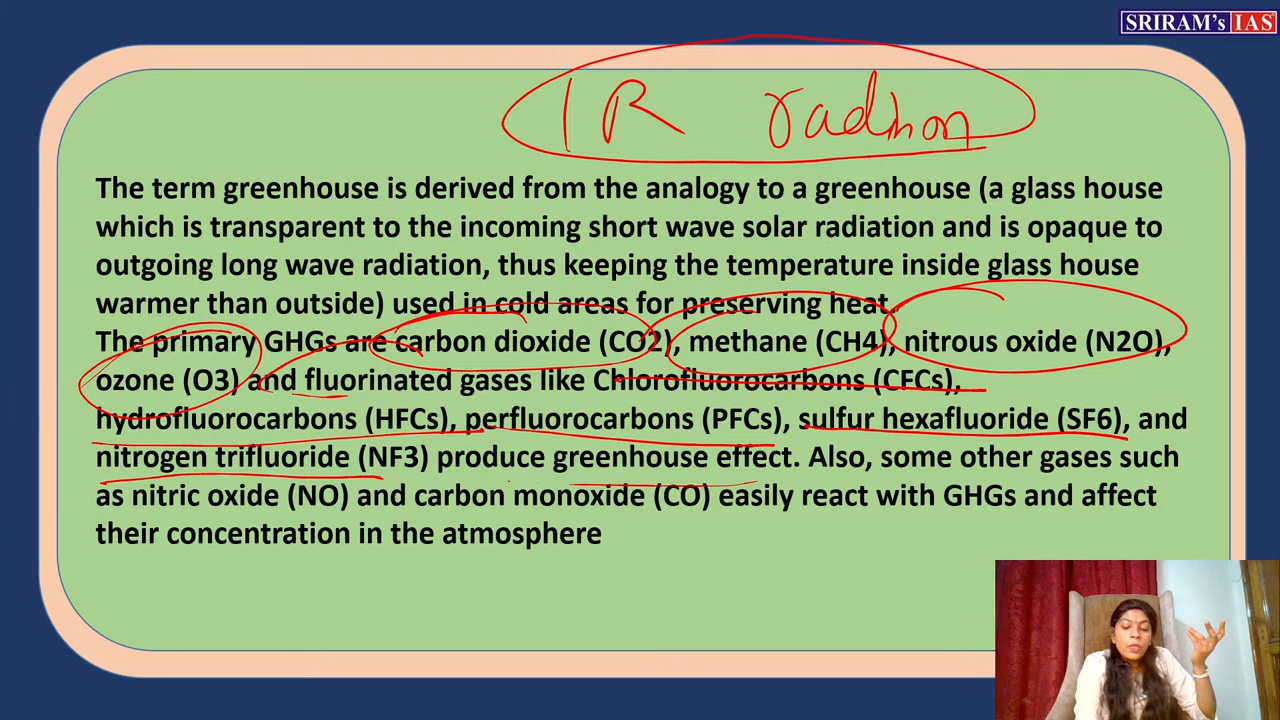 SRIRAM's IAS
IR radiation
The term greenhouse is derived from the analogy to a greenhouse (a glass house
which is transparent to the incoming short wave solar radiation and is opaque to
outgoing long wave radiation, thus keeping the temperature inside glass house
warmer than outside) used in cold areas for preserving heat.
The primary GHGs are carbon dioxide (CO2), methane (CH4), nitrous oxide (N2O),
ozone (O3) and fluorinated gases like Chlorofluorocarbons (CFCs),
hydrofluorocarbons (HFCs), perfluorocarbons (PFCs), sulfur hexafluoride (SF6), and
nitrogen trifluoride (NF3) produce greenhouse effect. Also, some other gases such
as nitric oxide (NO) and carbon monoxide (CO) easily react with GHGs and affect
their concentration in the atmosphere